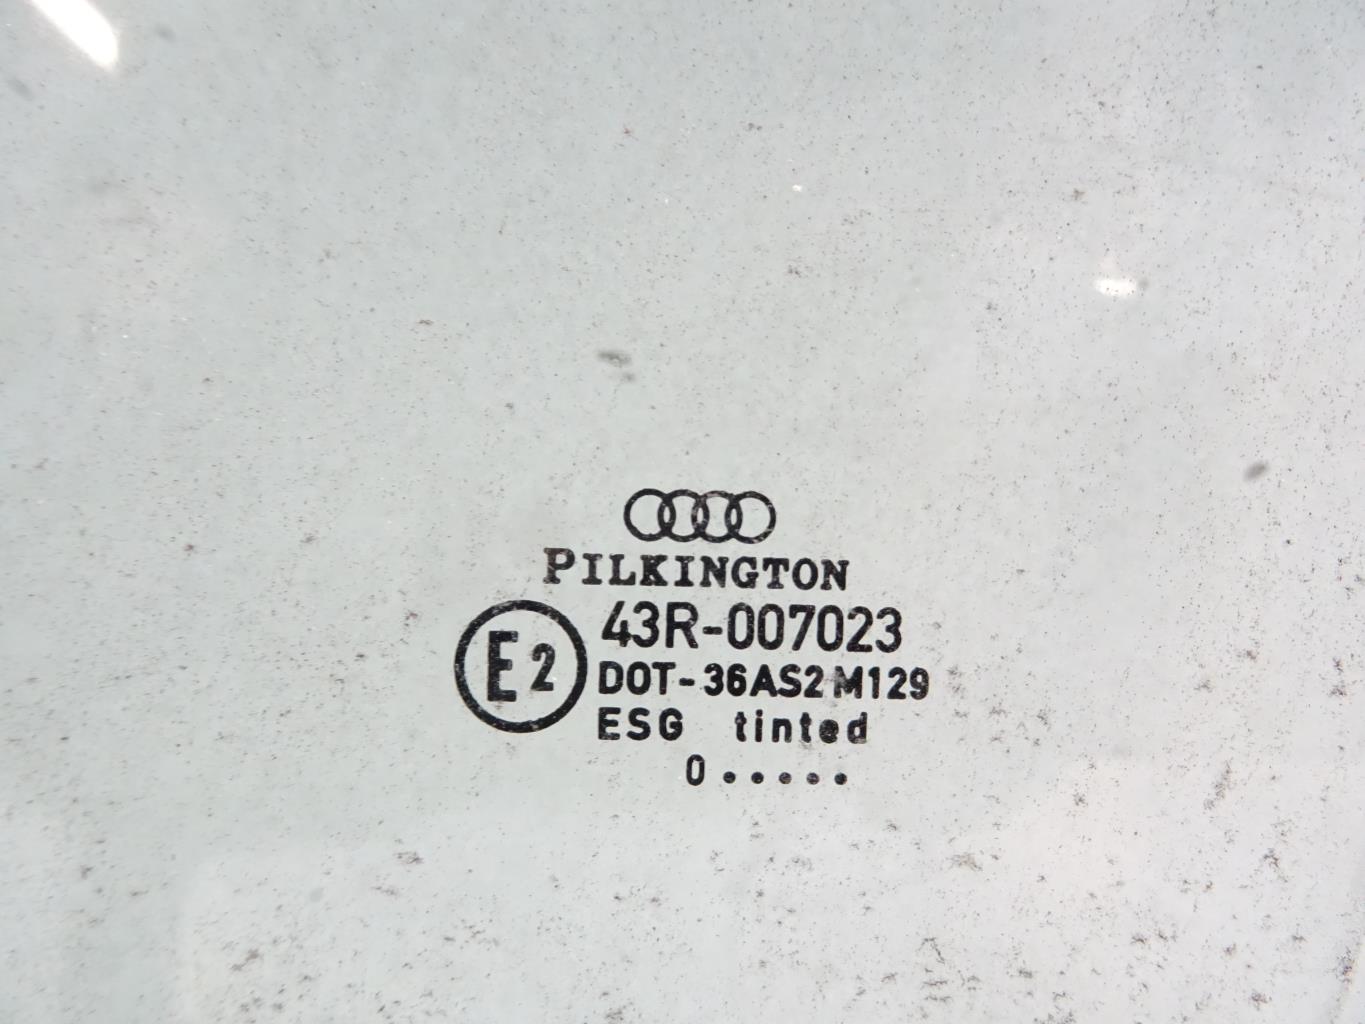 PILKINGTON
43R-007023
E2
DOT-36AS2 M129
ESG tinted
0.....